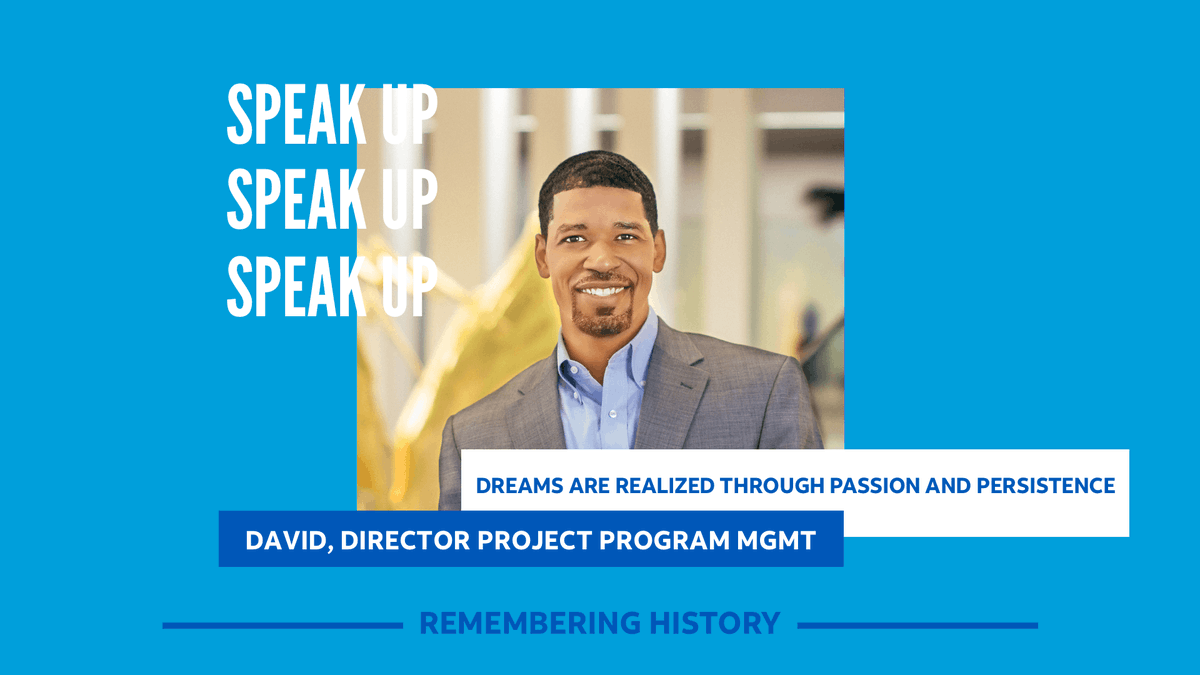 SPEAK UP
SPEAK UP
SPEAK UP
DREAMS ARE REALIZED THROUGH PASSION AND PERSISTENCE
DAVID, DIRECTOR PROJECT PROGRAM MGMT
REMEMBERING HISTORY